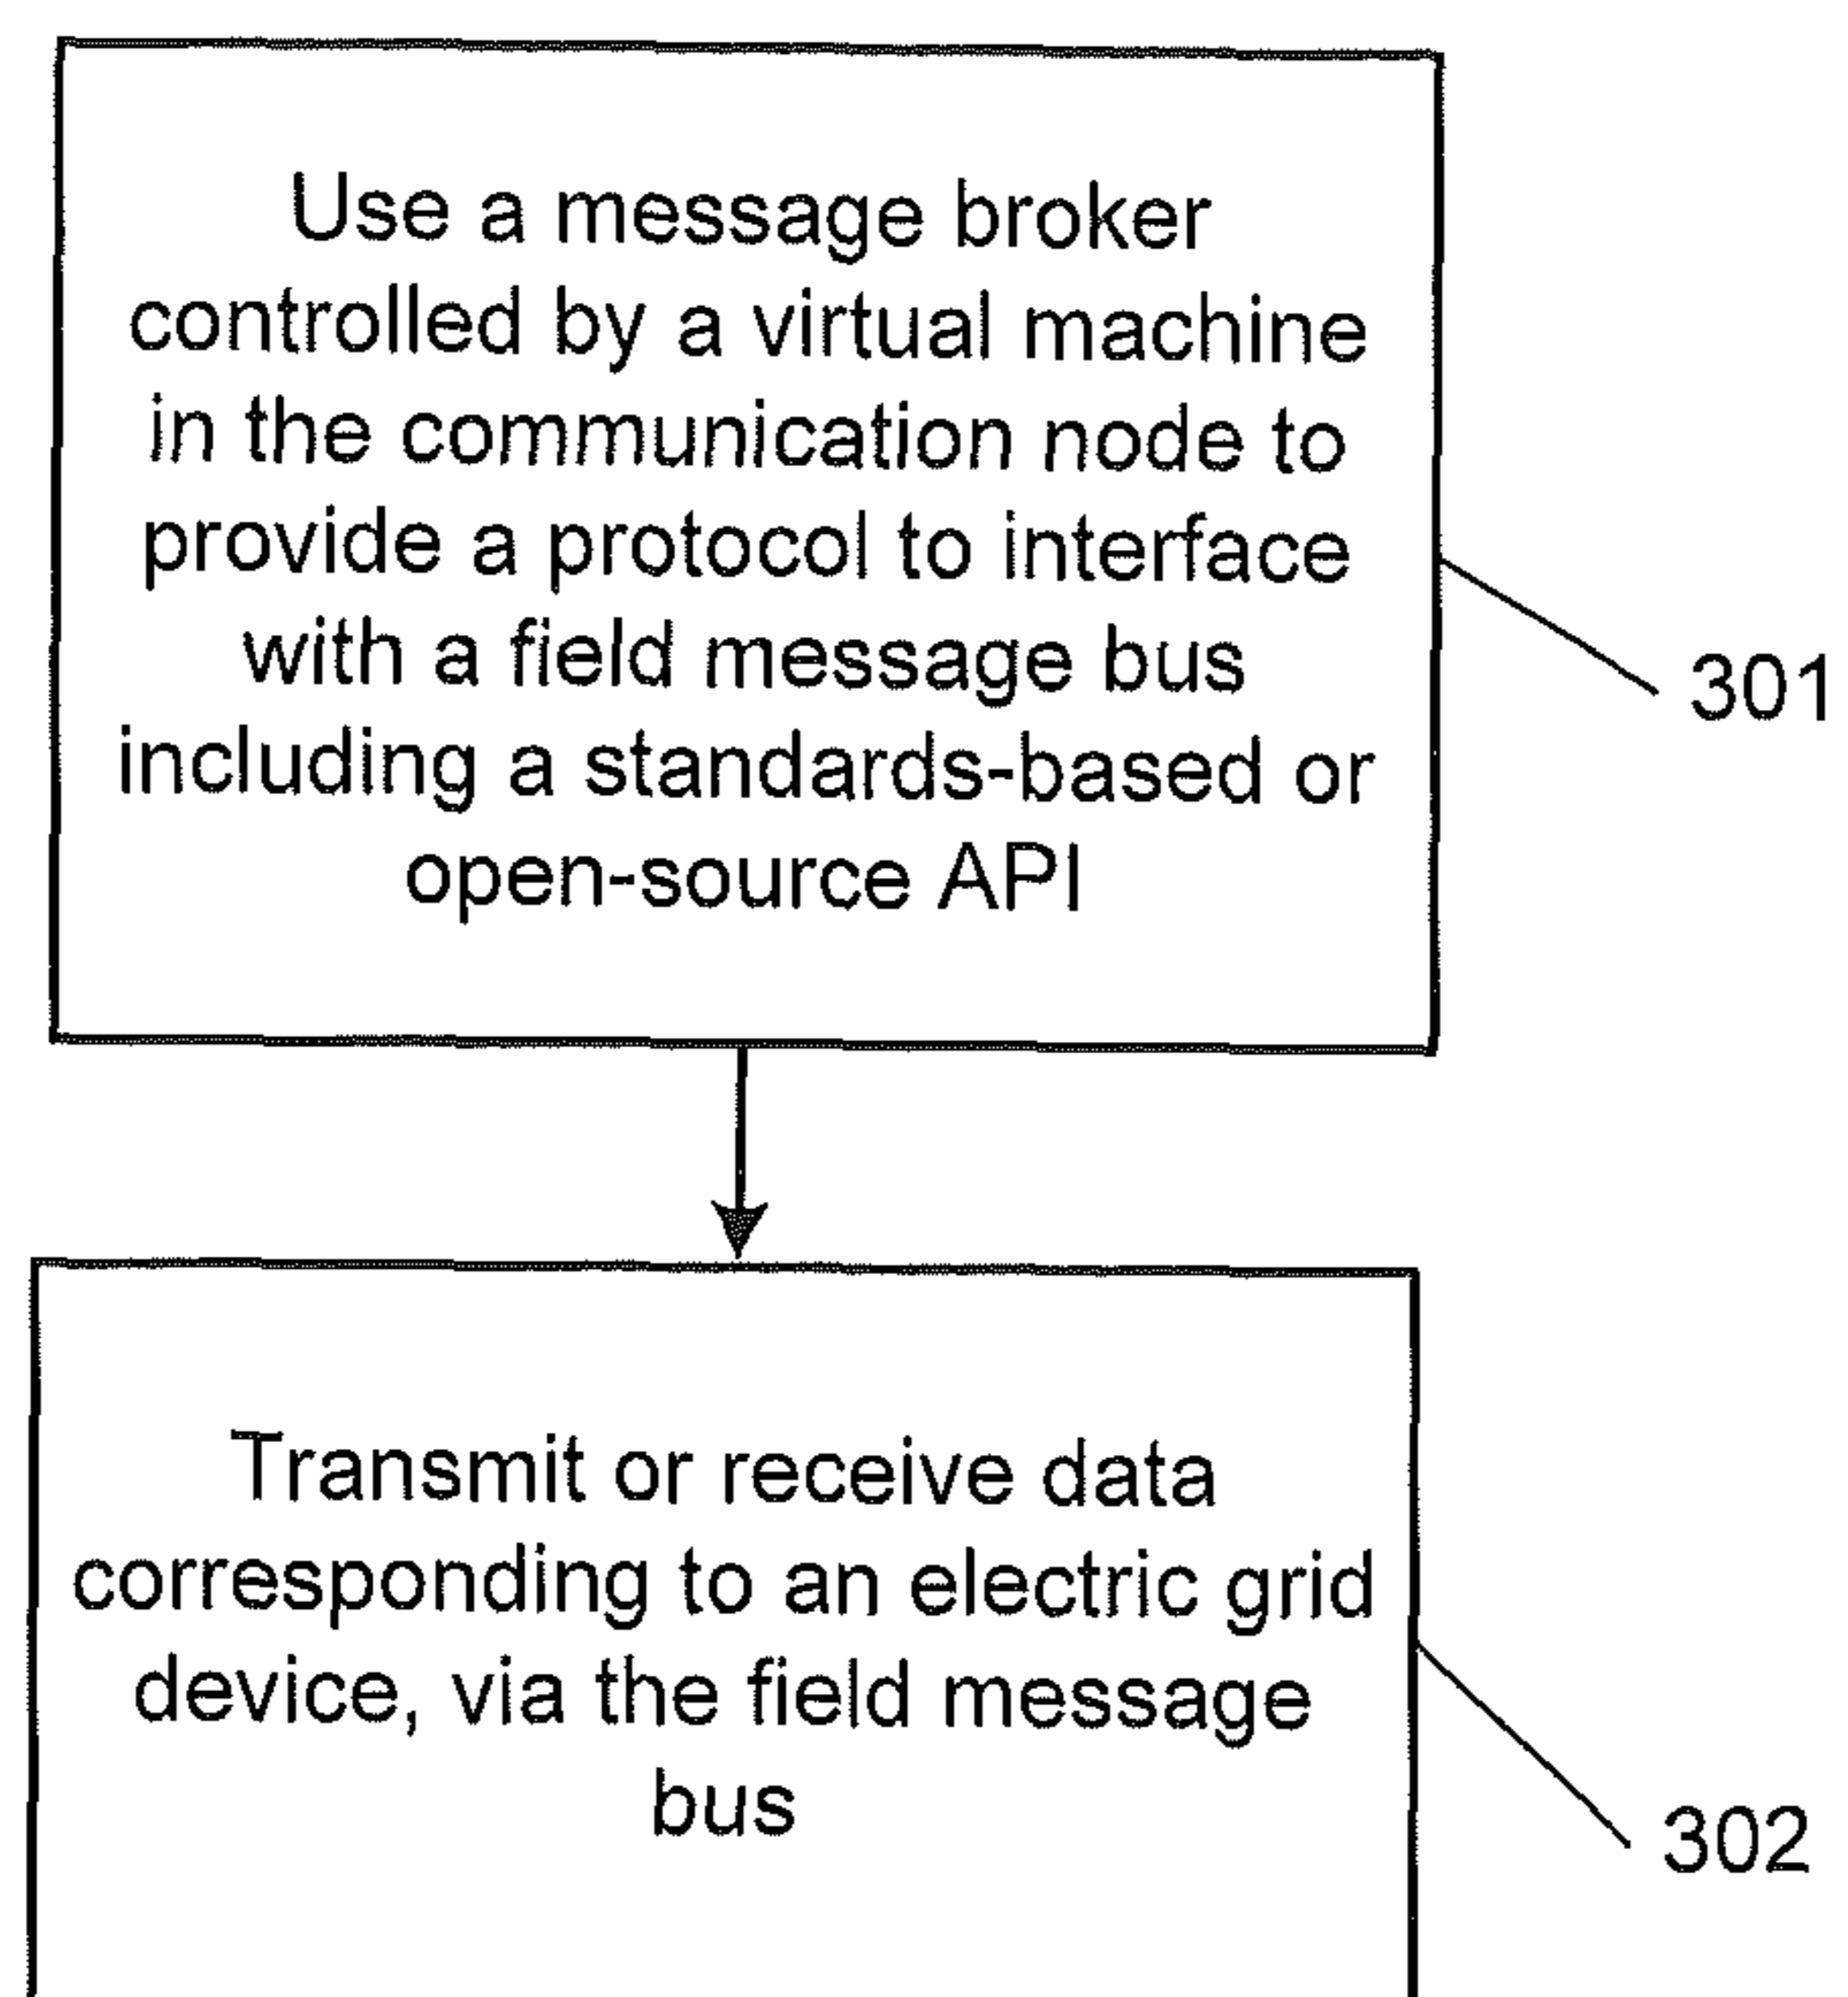 Use a message broker
controlled by a virtual machine
in the communication node to
provide a protocol to interface
with a field message bus
including a standards-based or
open-source API
301
Transmit or receive data
corresponding to an electric grid
device, via the field message
bus
302